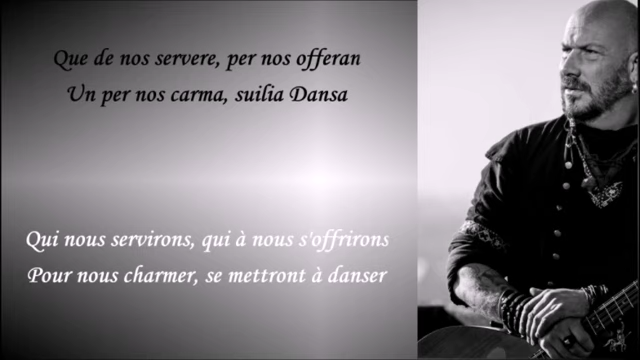 Que de nos servere, per nos offeran
Un per nos carma, suilia Dansa
Qui nous servirons, qui à nous s'offrirons
Pour nous charmer, se mettront à danser